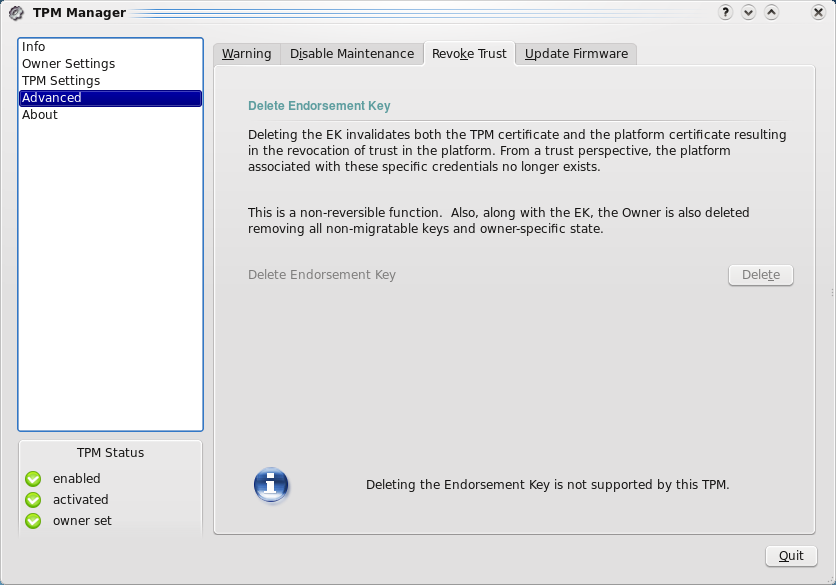 TPM Manager
Info
Owner Settings
TPM Settings
Advanced
About
Warning
Disable Maintenance
Revoke Trust
Update Firmware
Delete Endorsement Key
Deleting the EK invalidates both the TPM certificate and the platform certificate resulting
in the revocation of trust in the platform. From a trust perspective, the platform
associated with these specific credentials no longer exists.
This is a non-reversible function.  Also, along with the EK, the Owner is also deleted
removing all non-migratable keys and owner-specific state.
Delete Endorsement Key
Delete
Deleting the Endorsement Key is not supported by this TPM.
TPM Status
enabled
activated
owner set
Quit